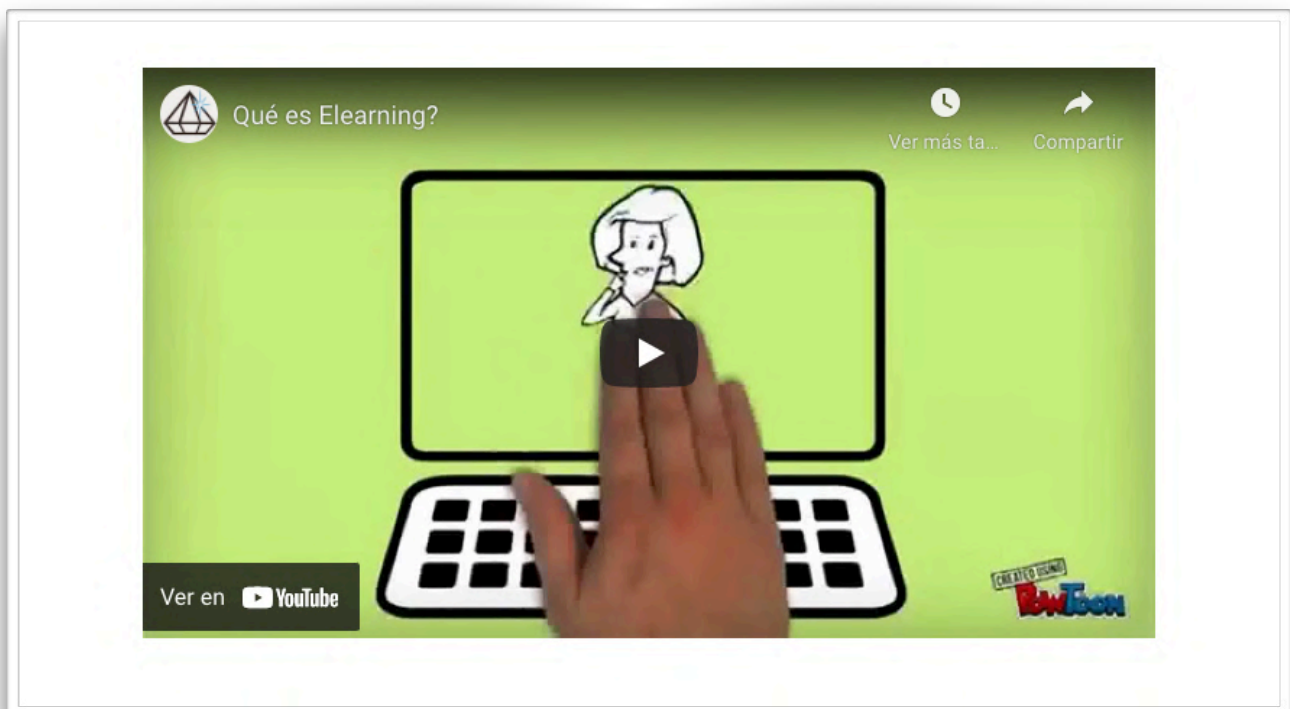 Qué es Elearning?
Ver más ta...
Compartir
Ver en YouTube
CREATED USING
PowToon